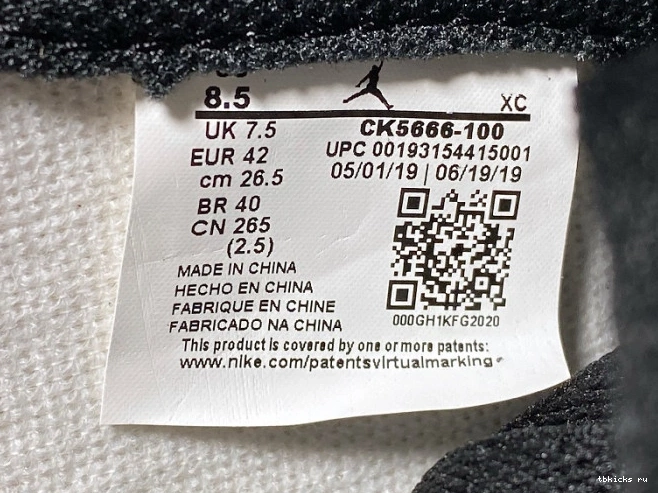 8.5
XC
UK 7.5
EUR 42
cm 26.5
BR 40
CN 265
(2.5)
CK5666-100
UPC 00193154415001
05/01/19 | 06/19/19
000GH1KFG2020
MADE IN CHINA
HECHO EN CHINA
FABRIQUE EN CHINE
FABRICADO NA CHINA
This product is covered by one or more patents:
www.nike.com/patentsvirtualmarking
tbkicks ru